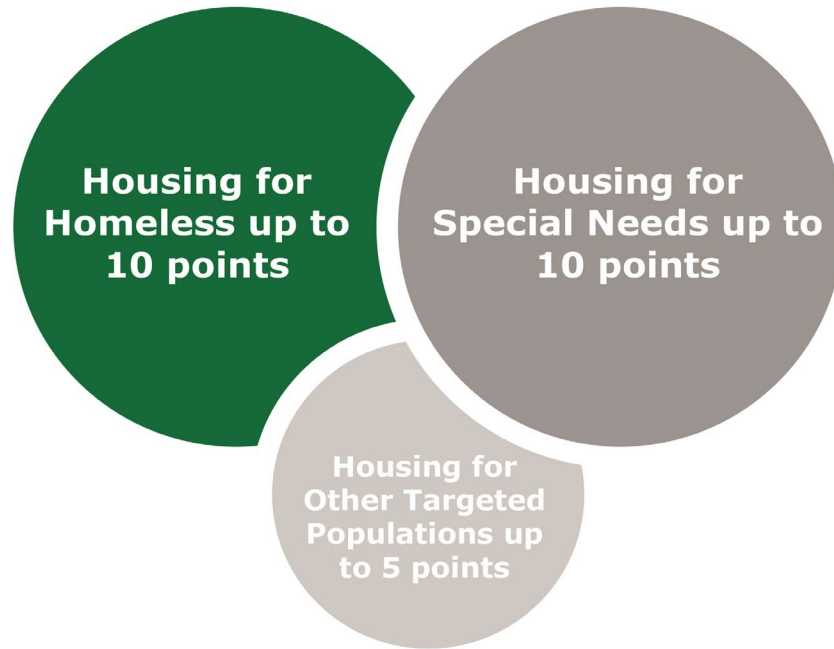 Housing for
Homeless up to
10 points
Housing for
Special Needs up to
10 points
Housing for
Other Targeted
Populations up
to 5 points